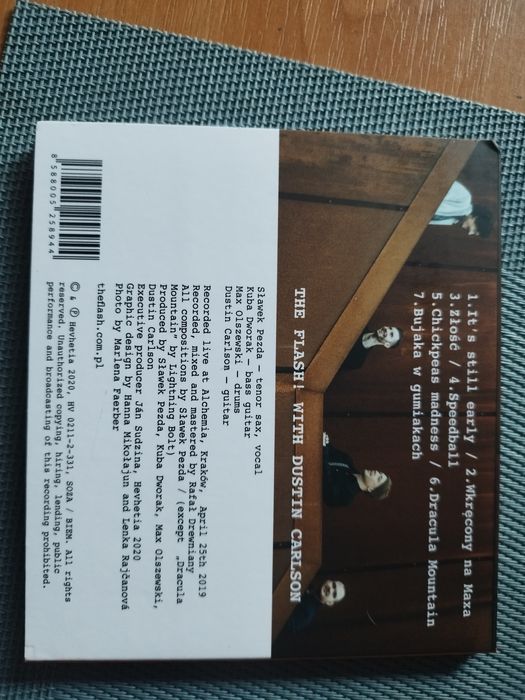 1.It's still early / 2.Wkręcony na Maxa
3.Złość / 4.Speedball
5.Chickpeas madness / 6.Dracula Mountain
7.Bujaka w gumiakach
THE FLASH! WITH DUSTIN CARLSON
Sławek Pezda – tenor sax, vocal
Kuba Dworak – bass guitar
Max Olszewski – drums
Dustin Carlson – guitar
Recorded live at Alchemia, Kraków, April 25th 2019
Recorded, mixed and mastered by Rafał Drewniany
All compositions by Sławek Pezda / (except „Dracula
Mountain" by Lightning Bolt)
Produced by Sławek Pezda, Kuba Dworak, Max Olszewski,
Dustin Carlson
Executive producer Ján Sudzina, Hevhetia 2020
Graphic design by Hanna Mikołajun and Lenka Rajčanová
Photo by Marlena Faerber
theflash.com.pl
© & ℗ Hevhetia 2020, HV 0211-2-331, SOZA / BIEM. All rights
reserved. Unauthorized copying, hiring, lending, public
performance and broadcasting of this recording prohibited.
8 588005 258944